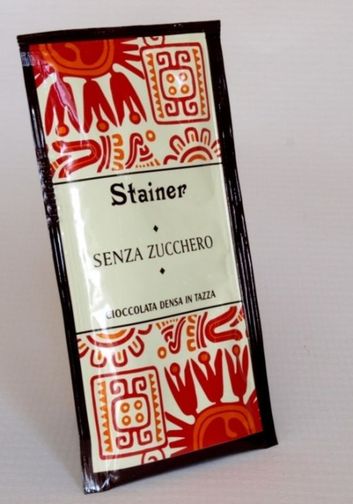 Stainer
SENZA ZUCCHERO
CIOCCOLATA DENSA IN TAZZA